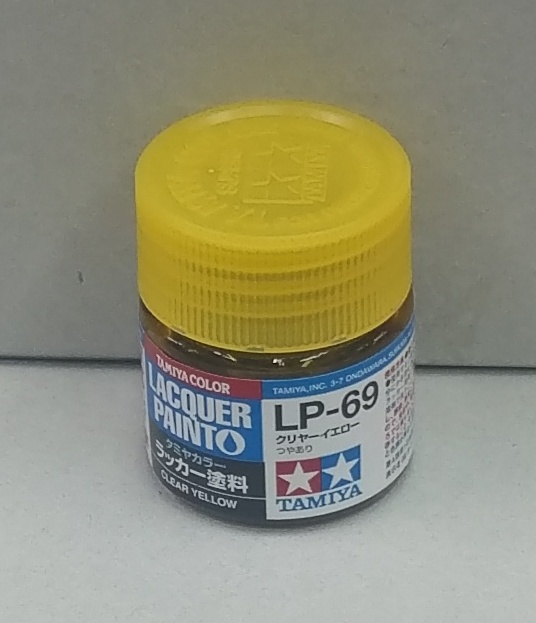 TAMIYA
TAMIYA COLOR
LACQUER
PAINT
タミヤカラー
ラッカー塗料
CLEAR YELLOW
TAMIYA, INC. 3-7 ONDAWARA, SURUGA
LP-69
クリヤーイエロー
つやあり
TAMIYA